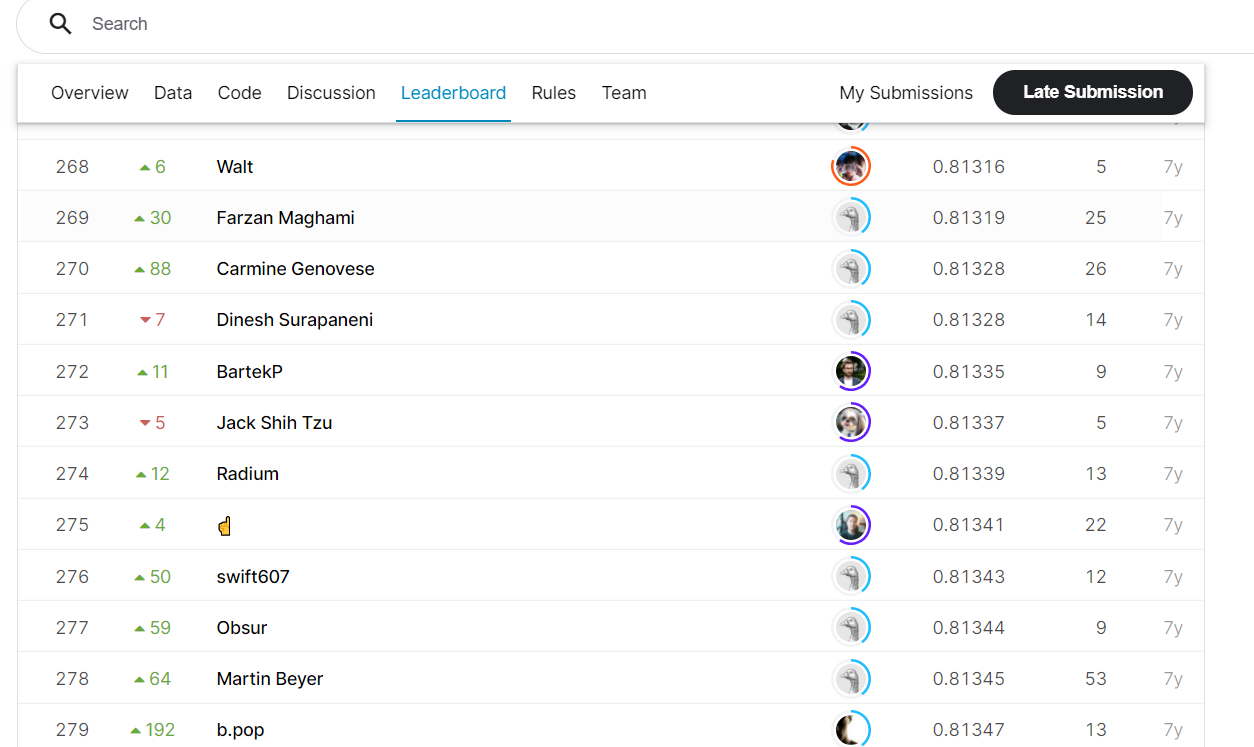 Search
Overview Data Code Discussion Leaderboard Rules Team My Submissions Late Submission
268 ▲ 6 Walt 0.81316 5 7y
269 ▲ 30 Farzan Maghami 0.81319 25 7y
270 ▲ 88 Carmine Genovese 0.81328 26 7y
271 ▼ 7 Dinesh Surapaneni 0.81328 14 7y
272 ▲ 11 BartekP 0.81335 9 7y
273 ▼ 5 Jack Shih Tzu 0.81337 5 7y
274 ▲ 12 Radium 0.81339 13 7y
275 ▲ 4 ☝ 0.81341 22 7y
276 ▲ 50 swift607 0.81343 12 7y
277 ▲ 59 Obsur 0.81344 9 7y
278 ▲ 64 Martin Beyer 0.81345 53 7y
279 ▲ 192 b.pop 0.81347 13 7y